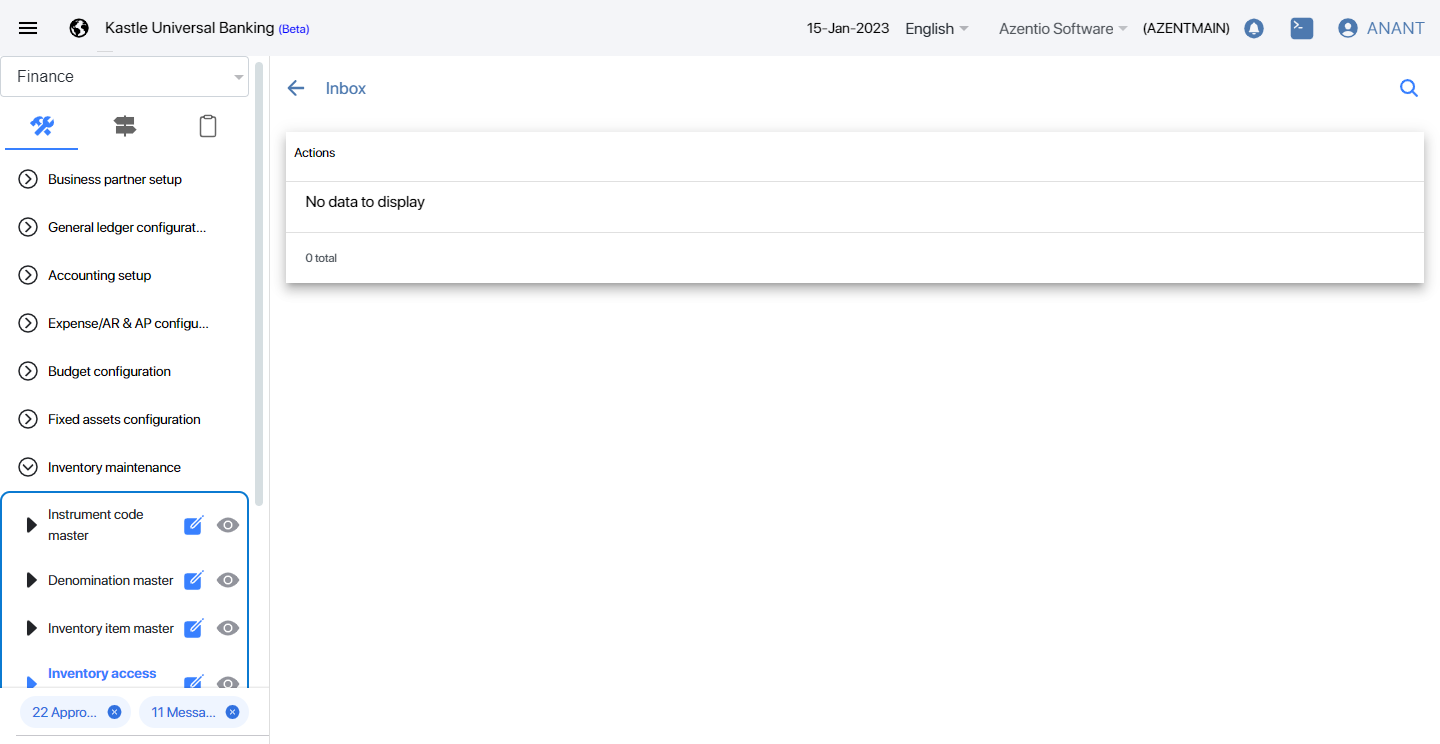 Kastle Universal Banking (Beta)
15-Jan-2023 English Azentio Software (AZENTMAIN) ANANT
Finance
Inbox
Actions
No data to display
0 total
Business partner setup
General ledger configurat...
Accounting setup
Expense/AR & AP configu...
Budget configuration
Fixed assets configuration
Inventory maintenance
Instrument code
master
Denomination master
Inventory item master
Inventory access
22 Appro...
11 Messa...